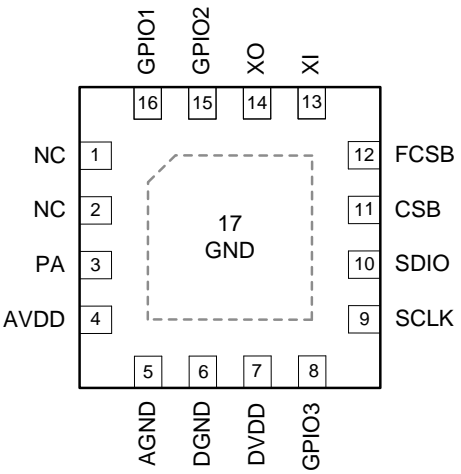 GPIO1 GPIO2 XO XI
16 15 14 13
NC 1 12 FCSB
NC 2 11 CSB
17
GND
PA 3 10 SDIO
AVDD 4 9 SCLK
5 6 7 8
AGND DGND DVDD GPIO3